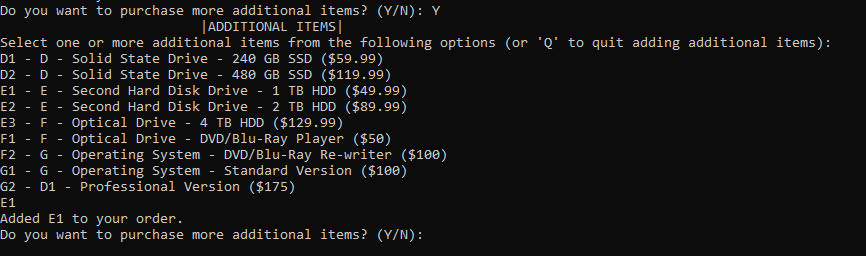 Do you want to purchase more additional items? (Y/N): Y
|ADDITIONAL ITEMS|
Select one or more additional items from the following options (or 'Q' to quit adding additional items):
D1 - D - Solid State Drive - 240 GB SSD ($59.99)
D2 - D - Solid State Drive - 480 GB SSD ($119.99)
E1 - E - Second Hard Disk Drive - 1 TB HDD ($49.99)
E2 - E - Second Hard Disk Drive - 2 TB HDD ($89.99)
E3 - F - Optical Drive - 4 TB HDD ($129.99)
F1 - F - Optical Drive - DVD/Blu-Ray Player ($50)
F2 - G - Operating System - DVD/Blu-Ray Re-writer ($100)
G1 - G - Operating System - Standard Version ($100)
G2 - D1 - Professional Version ($175)
E1
Added E1 to your order.
Do you want to purchase more additional items? (Y/N):